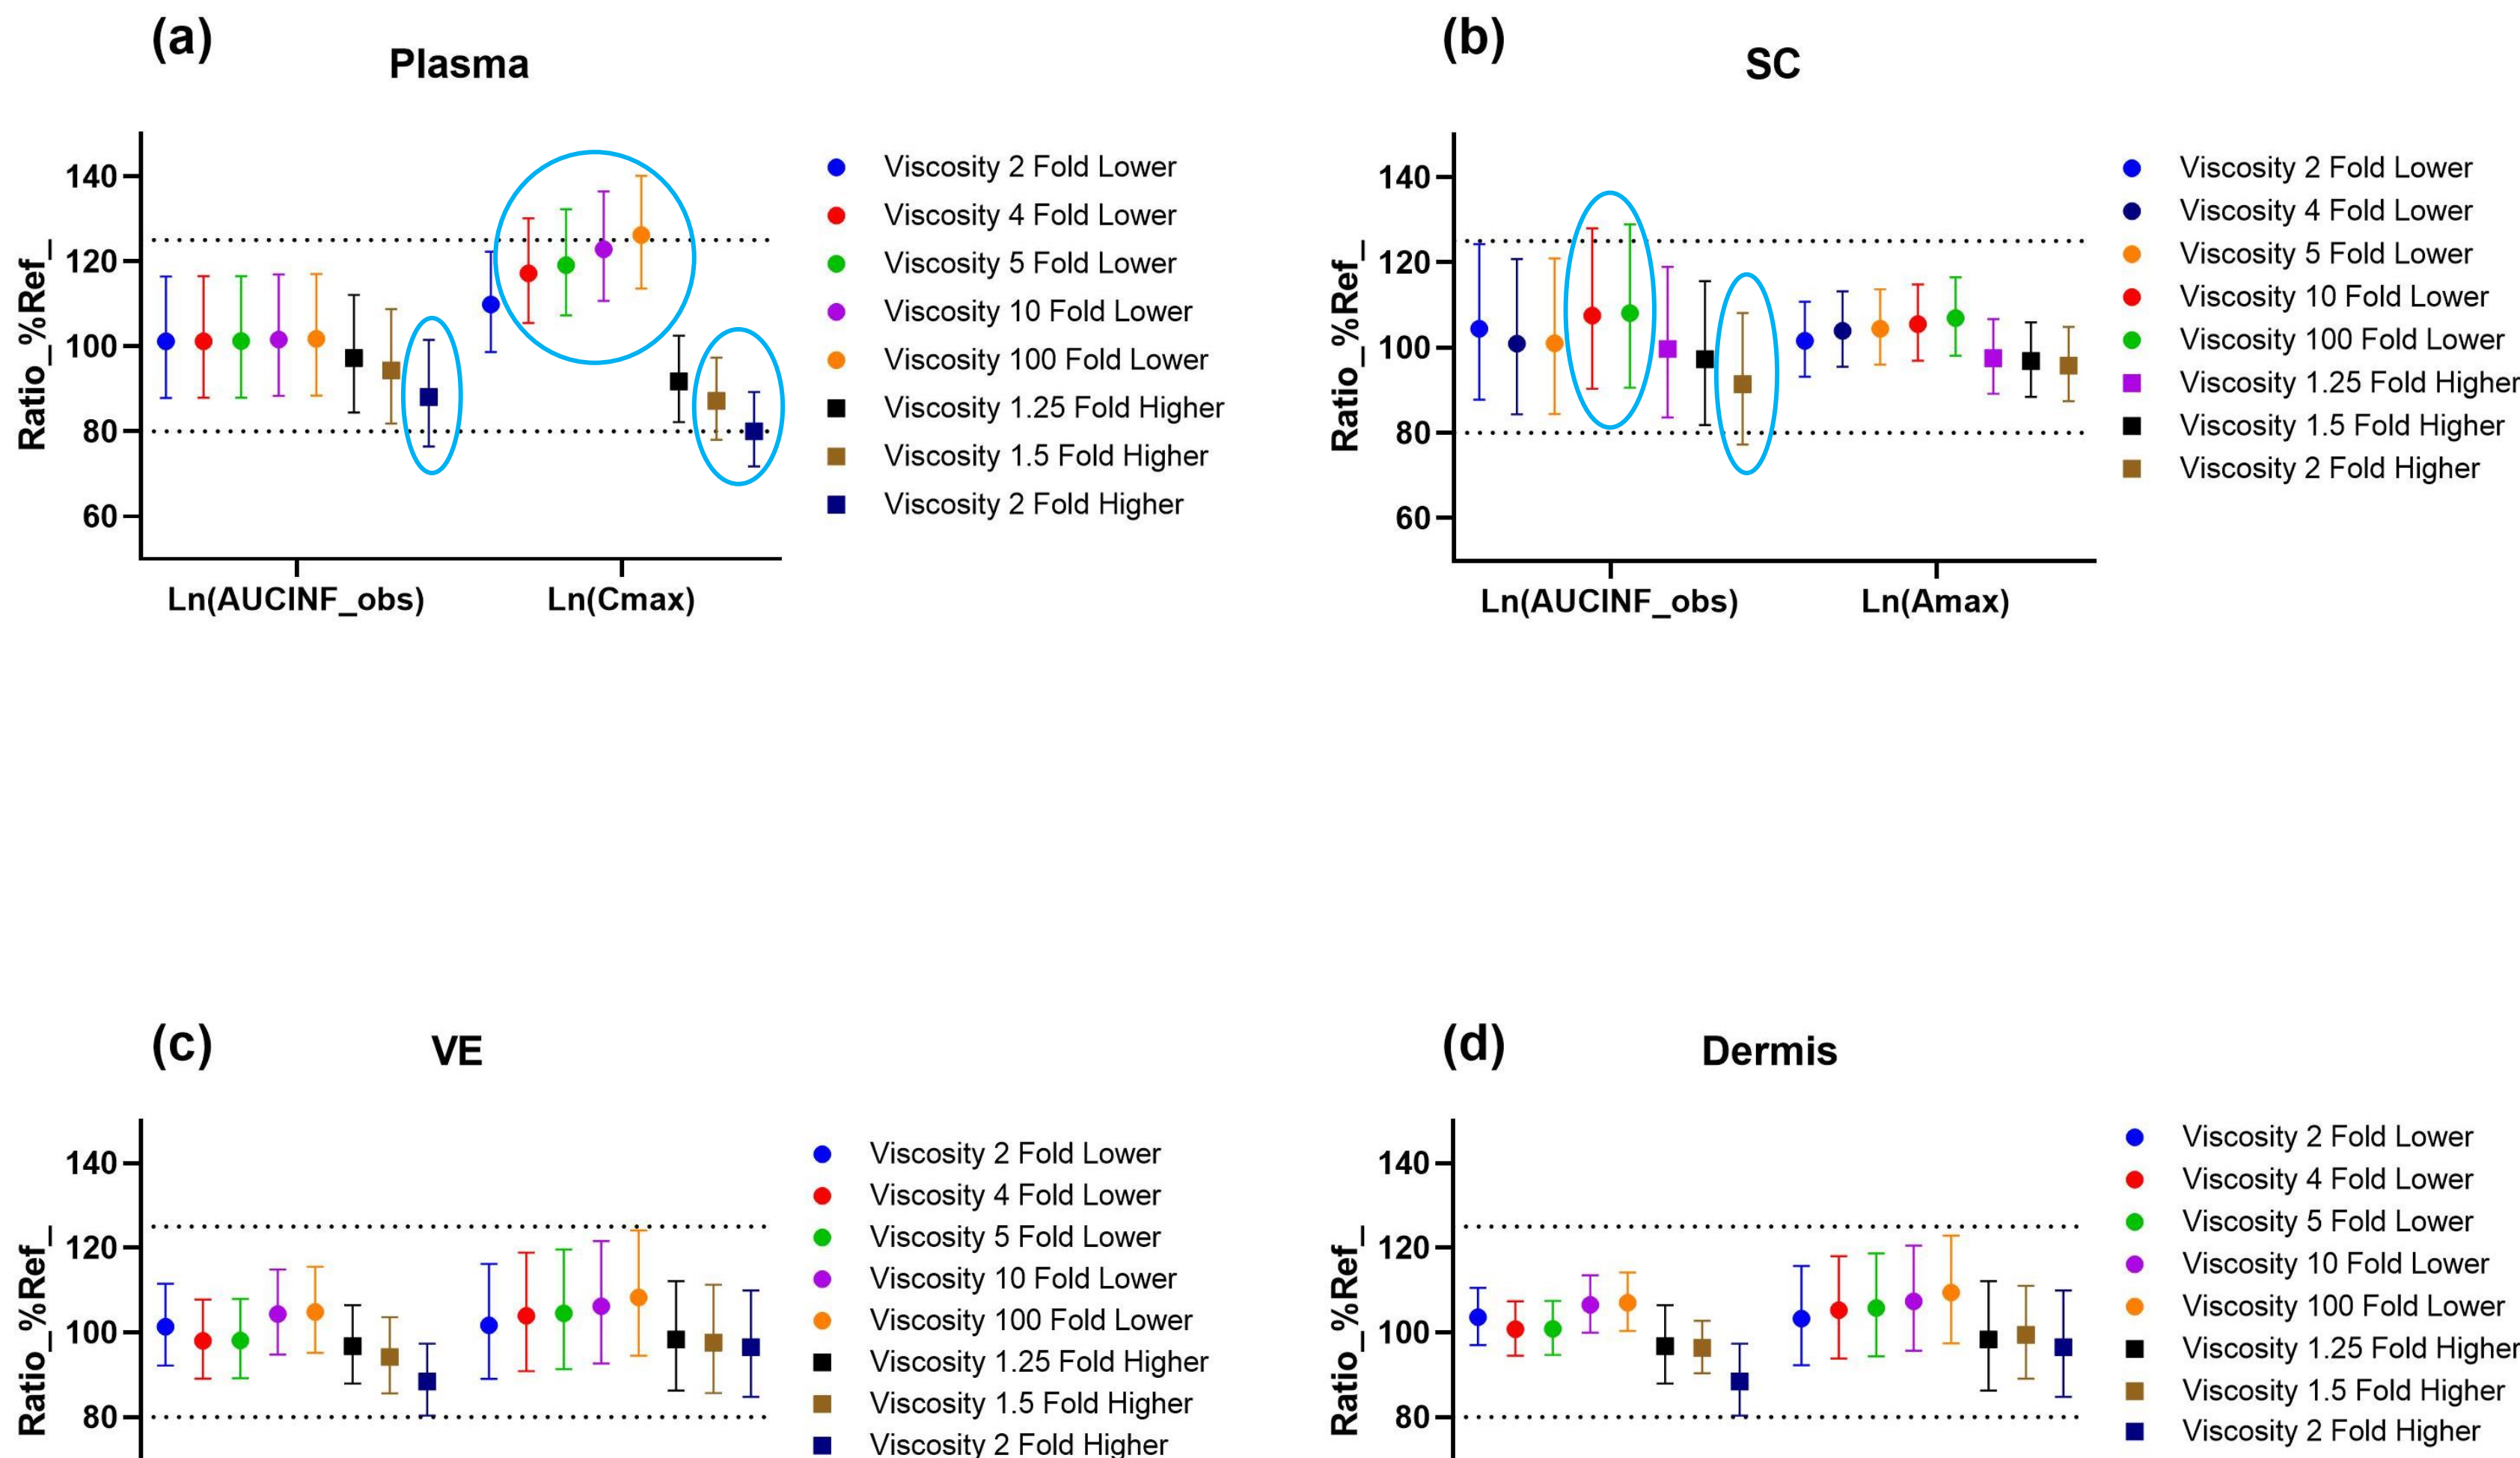 (a)
Plasma
Ratio_%Ref_
140
120
100
80
60
Ln(AUCINF_obs)
Ln(Cmax)
Viscosity 2 Fold Lower
Viscosity 4 Fold Lower
Viscosity 5 Fold Lower
Viscosity 10 Fold Lower
Viscosity 100 Fold Lower
Viscosity 1.25 Fold Higher
Viscosity 1.5 Fold Higher
Viscosity 2 Fold Higher
(b)
SC
Ratio_%Ref_
140
120
100
80
60
Ln(AUCINF_obs)
Ln(Amax)
Viscosity 2 Fold Lower
Viscosity 4 Fold Lower
Viscosity 5 Fold Lower
Viscosity 10 Fold Lower
Viscosity 100 Fold Lower
Viscosity 1.25 Fold Higher
Viscosity 1.5 Fold Higher
Viscosity 2 Fold Higher
(c)
VE
Ratio_%Ref_
140
120
100
80
Viscosity 2 Fold Lower
Viscosity 4 Fold Lower
Viscosity 5 Fold Lower
Viscosity 10 Fold Lower
Viscosity 100 Fold Lower
Viscosity 1.25 Fold Higher
Viscosity 1.5 Fold Higher
Viscosity 2 Fold Higher
(d)
Dermis
Ratio_%Ref_
140
120
100
80
Viscosity 2 Fold Lower
Viscosity 4 Fold Lower
Viscosity 5 Fold Lower
Viscosity 10 Fold Lower
Viscosity 100 Fold Lower
Viscosity 1.25 Fold Higher
Viscosity 1.5 Fold Higher
Viscosity 2 Fold Higher